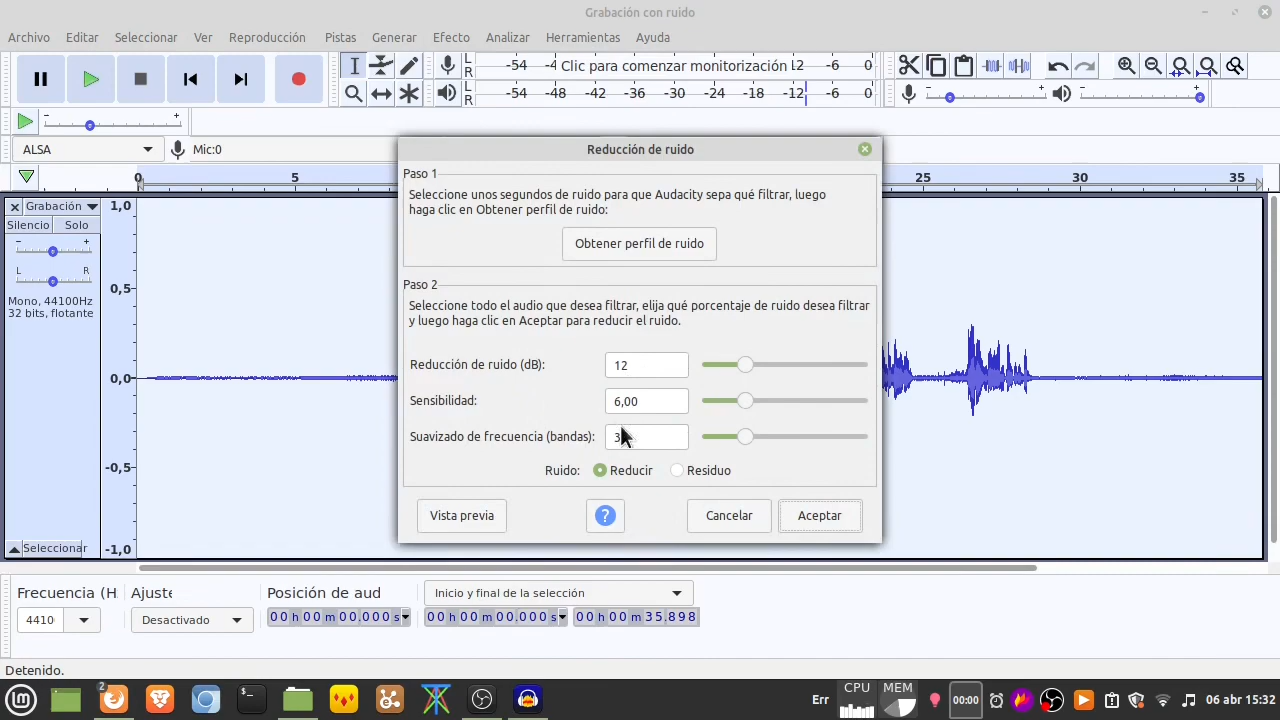 Grabación con ruido
Archivo Editar Seleccionar Ver Reproducción Pistas Generar Efecto Analizar Herramientas Ayuda
L -54 Clic para comenzar monitorización -6 0
R
L -54 -48 -42 -36 -30 -24 -18 -12 -6 0
R
- +
ALSA Mic:0
0 5 25 30 35
Grabación
Silencio Solo
- +
L R
Mono, 44100Hz
32 bits, flotante
Seleccionar
1,0
0,5
0,0
-0,5
-1,0
Reducción de ruido
Paso 1
Seleccione unos segundos de ruido para que Audacity sepa qué filtrar, luego
haga clic en Obtener perfil de ruido:
Obtener perfil de ruido
Paso 2
Seleccione todo el audio que desea filtrar, elija qué porcentaje de ruido desea filtrar
y luego haga clic en Aceptar para reducir el ruido.
Reducción de ruido (dB): 12
Sensibilidad: 6,00
Suavizado de frecuencia (bandas): 3
Ruido: Reducir Residuo
Vista previa ? Cancelar Aceptar
Frecuencia (H Ajuste Posición de aud Inicio y final de la selección
4410 Desactivado 00 h 00 m 00.000 s 00 h 00 m 00.000 s 00 h 00 m 35.898
Detenido.
2 Err CPU MEM 00:00 06 abr 15:32